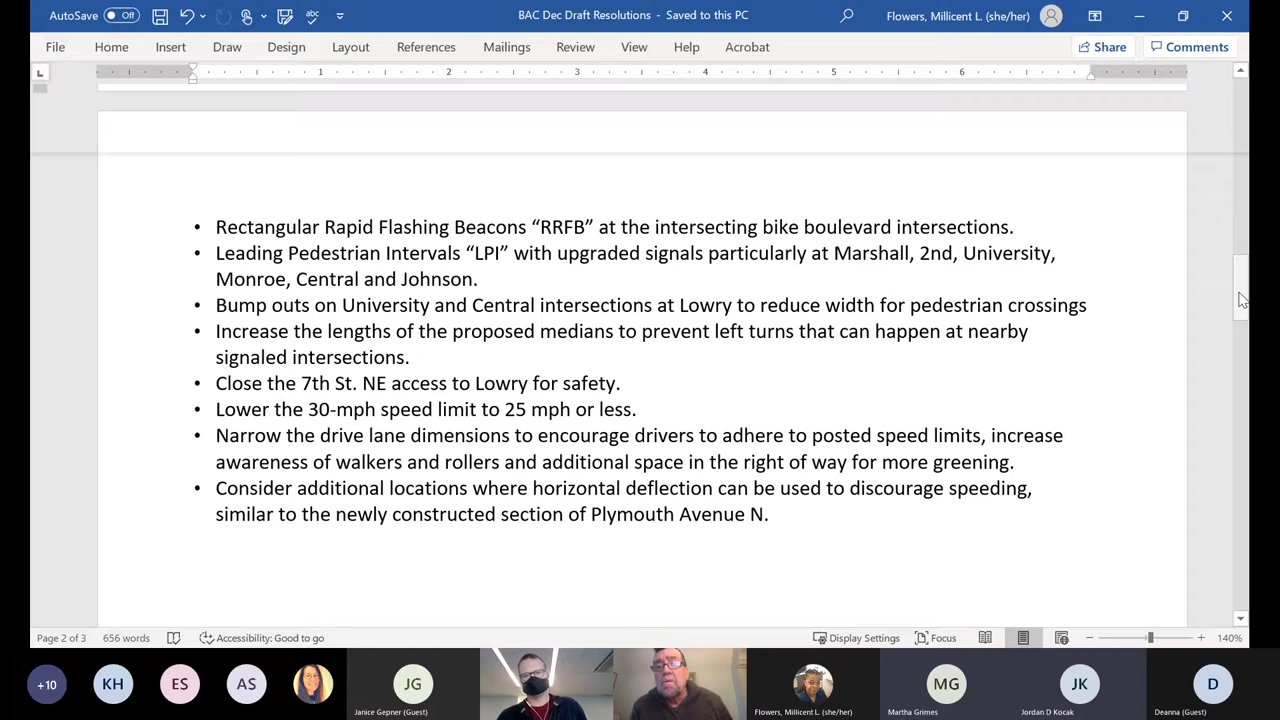 AutoSave Off BAC Dec Draft Resolutions - Saved to this PC Flowers, Millicent L. (she/her)
File Home Insert Draw Design Layout References Mailings Review View Help Acrobat Share Comments
1 2 3 4 5 6
• Rectangular Rapid Flashing Beacons “RRFB” at the intersecting bike boulevard intersections.
• Leading Pedestrian Intervals “LPI” with upgraded signals particularly at Marshall, 2nd, University,
Monroe, Central and Johnson.
• Bump outs on University and Central intersections at Lowry to reduce width for pedestrian crossings
• Increase the lengths of the proposed medians to prevent left turns that can happen at nearby
signaled intersections.
• Close the 7th St. NE access to Lowry for safety.
• Lower the 30-mph speed limit to 25 mph or less.
• Narrow the drive lane dimensions to encourage drivers to adhere to posted speed limits, increase
awareness of walkers and rollers and additional space in the right of way for more greening.
• Consider additional locations where horizontal deflection can be used to discourage speeding,
similar to the newly constructed section of Plymouth Avenue N.
Page 2 of 3 656 words Accessibility: Good to go Display Settings Focus 140%
+10 KH ES AS JG MG JK D
Janice Gepner (Guest) Flowers, Millicent L. (she/her) Martha Grimes Jordan D Kocak Deanna (Guest)